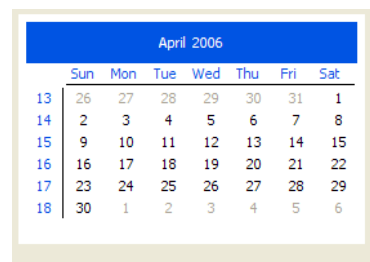 April 2006
Sun Mon Tue Wed Thu Fri Sat
13 26 27 28 29 30 31 1
14 2 3 4 5 6 7 8
15 9 10 11 12 13 14 15
16 16 17 18 19 20 21 22
17 23 24 25 26 27 28 29
18 30 1 2 3 4 5 6